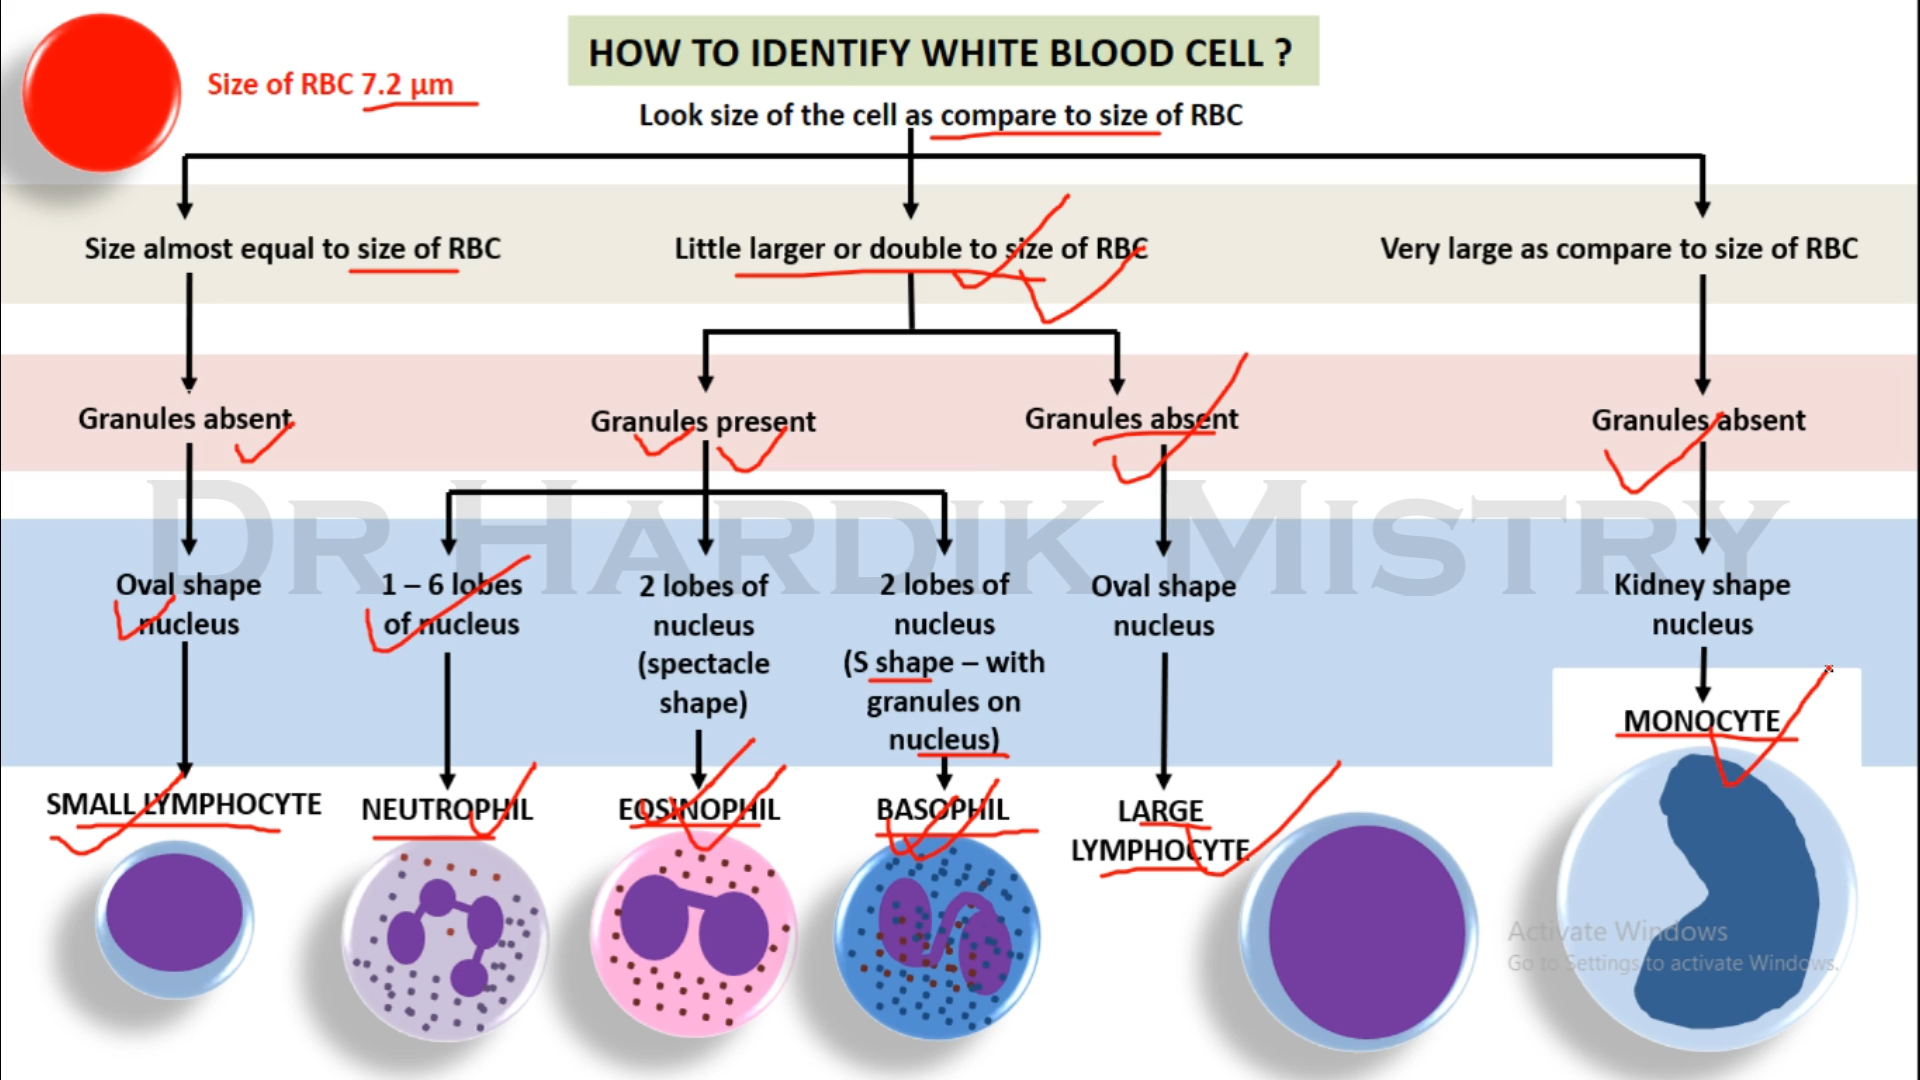 HOW TO IDENTIFY WHITE BLOOD CELL ?
Size of RBC 7.2 µm
Look size of the cell as compare to size of RBC
Size almost equal to size of RBC
Little larger or double to size of RBC
Very large as compare to size of RBC
Granules absent
Granules present
Granules absent
Granules absent
DR HARDIK MISTRY
Oval shape
nucleus
1 – 6 lobes
of nucleus
2 lobes of
nucleus
(spectacle
shape)
2 lobes of
nucleus
(S shape – with
granules on
nucleus)
Oval shape
nucleus
Kidney shape
nucleus
SMALL LYMPHOCYTE
NEUTROPHIL
EOSINOPHIL
BASOPHIL
LARGE
LYMPHOCYTE
MONOCYTE
Activate Windows
Go to Settings to activate Windows.